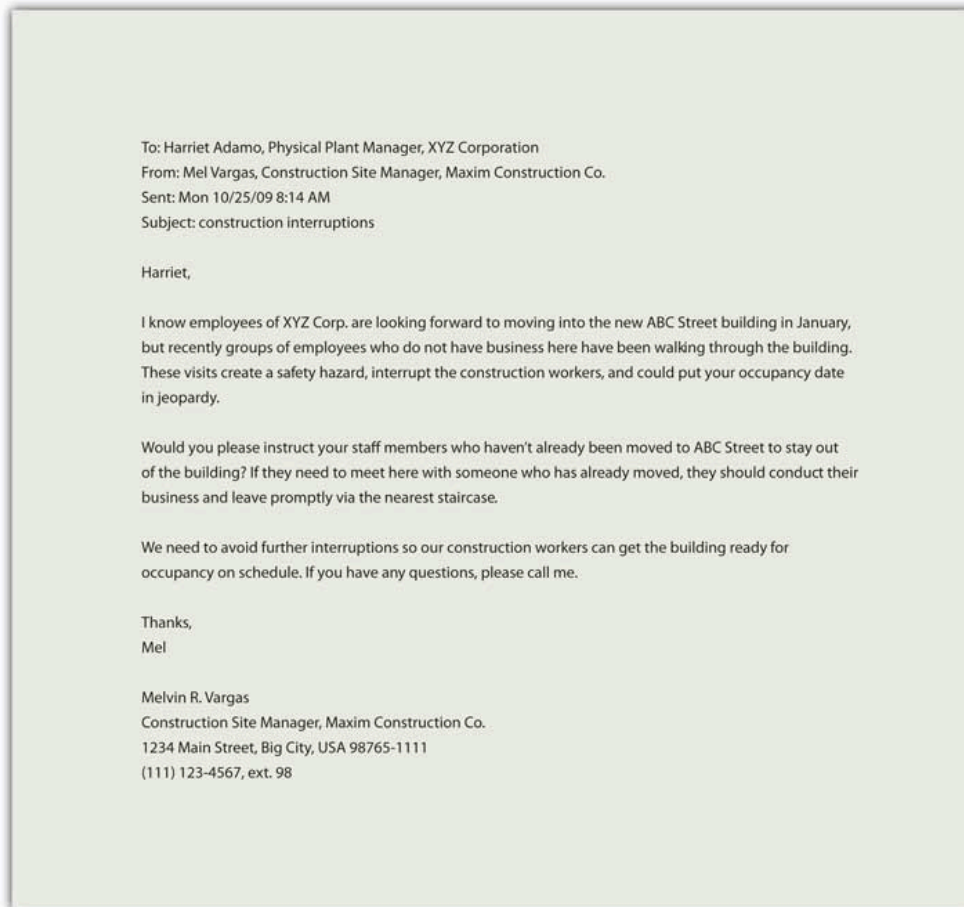 To: Harriet Adamo, Physical Plant Manager, XYZ Corporation
From: Mel Vargas, Construction Site Manager, Maxim Construction Co.
Sent: Mon 10/25/09 8:14 AM
Subject: construction interruptions
Harriet,
I know employees of XYZ Corp. are looking forward to moving into the new ABC Street building in January,
but recently groups of employees who do not have business here have been walking through the building.
These visits create a safety hazard, interrupt the construction workers, and could put your occupancy date
in jeopardy.
Would you please instruct your staff members who haven't already been moved to ABC Street to stay out
of the building? If they need to meet here with someone who has already moved, they should conduct their
business and leave promptly via the nearest staircase.
We need to avoid further interruptions so our construction workers can get the building ready for
occupancy on schedule. If you have any questions, please call me.
Thanks,
Mel
Melvin R. Vargas
Construction Site Manager, Maxim Construction Co.
1234 Main Street, Big City, USA 98765-1111
(111) 123-4567, ext. 98